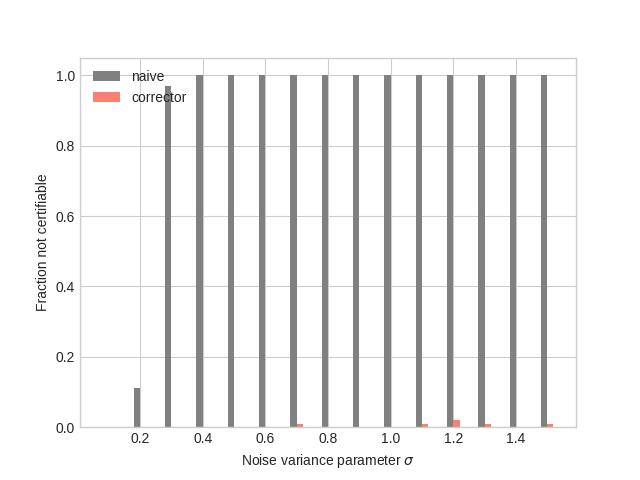 naive
corrector
1.0
0.8
0.6
0.4
0.2
0.0
Fraction not certifiable
0.2 0.4 0.6 0.8 1.0 1.2 1.4
Noise variance parameter σ